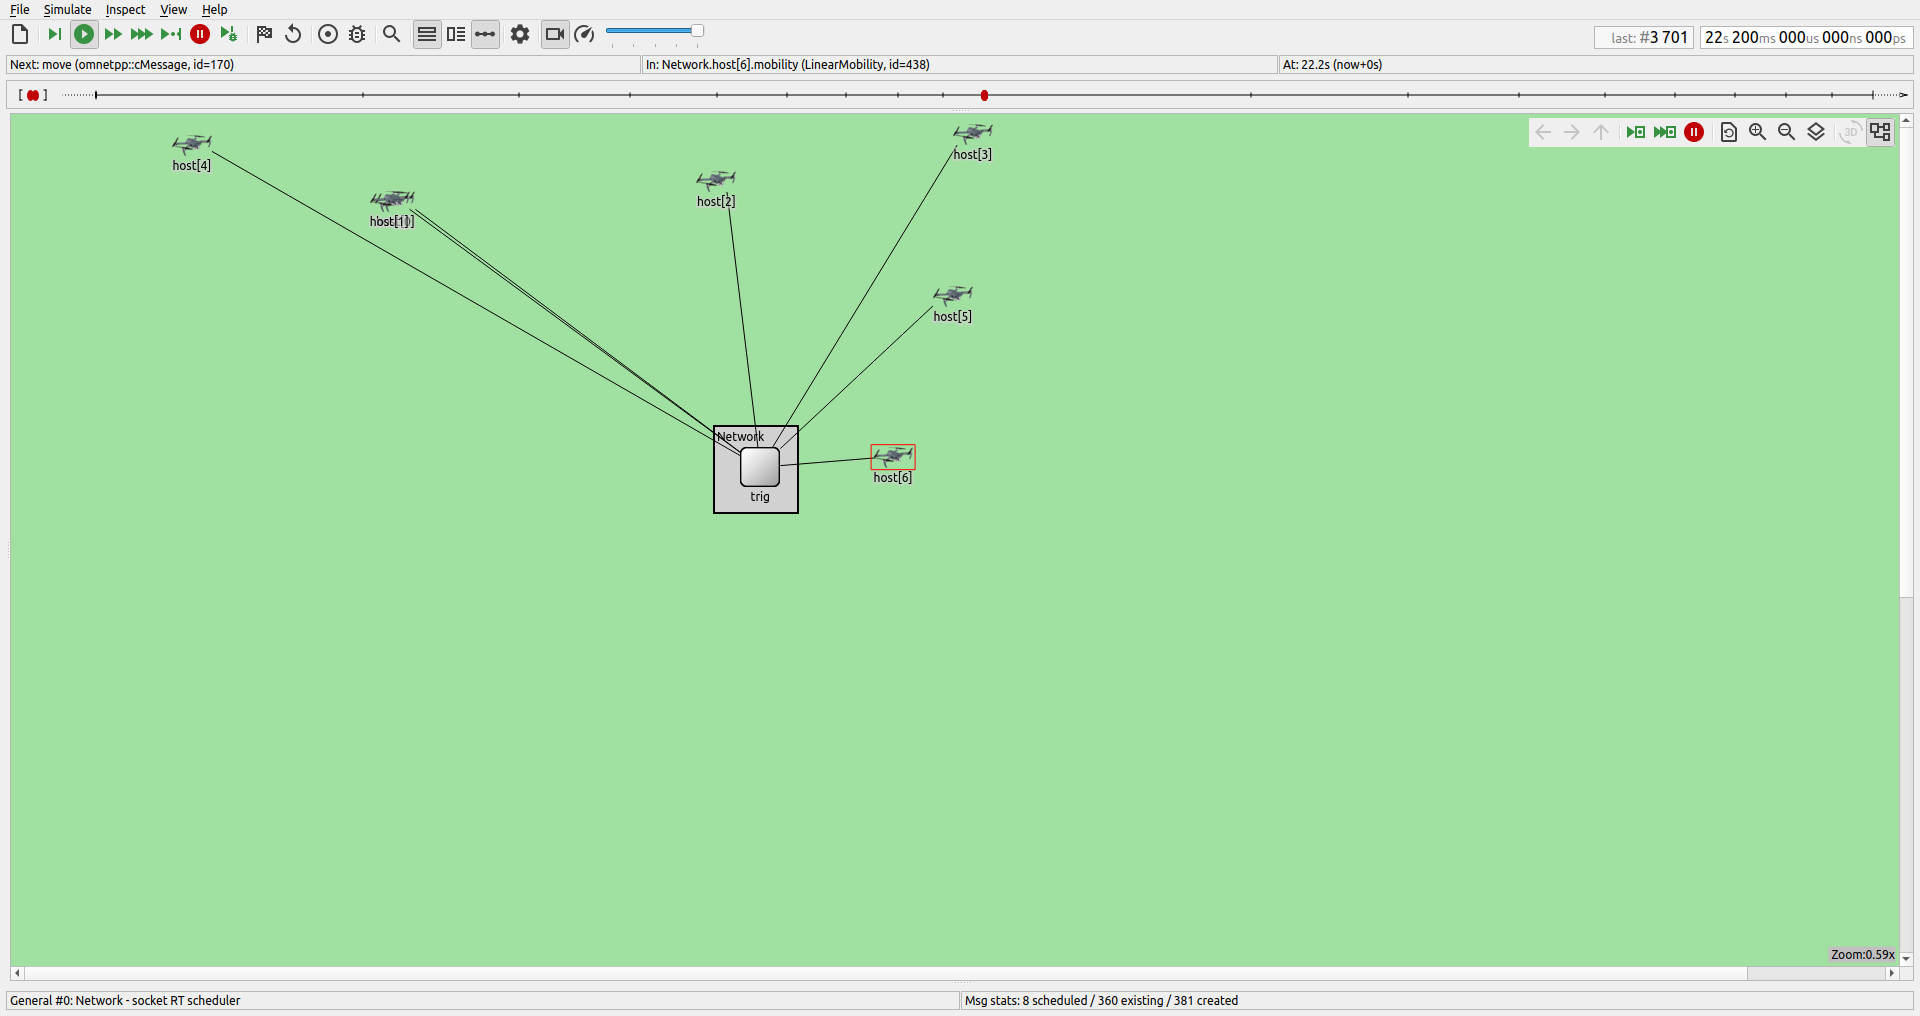 File Simulate Inspect View Help
last: #3 701
22s 200ms 000us 000ns 000ps
Next: move (omnetpp::cMessage, id=170)
In: Network.host[6].mobility (LinearMobility, id=438)
At: 22.2s (now+0s)
host[4]
host[3]
3D
host[2]
host[1]
host[5]
Network
host[6]
trig
Zoom:0.59x
General #0: Network - socket RT scheduler
Msg stats: 8 scheduled / 360 existing / 381 created